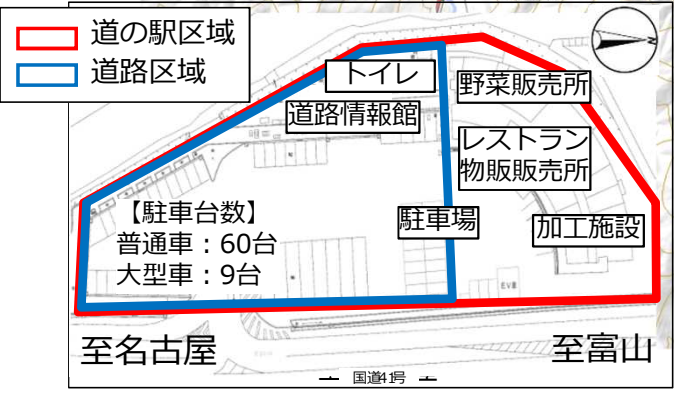 道の駅区域
道路区域
N
トイレ
野菜販売所
道路情報館
レストラン
物販販売所
【駐車台数】
普通車：60台
大型車：9台
駐車場
加工施設
至名古屋
至富山
国道41号